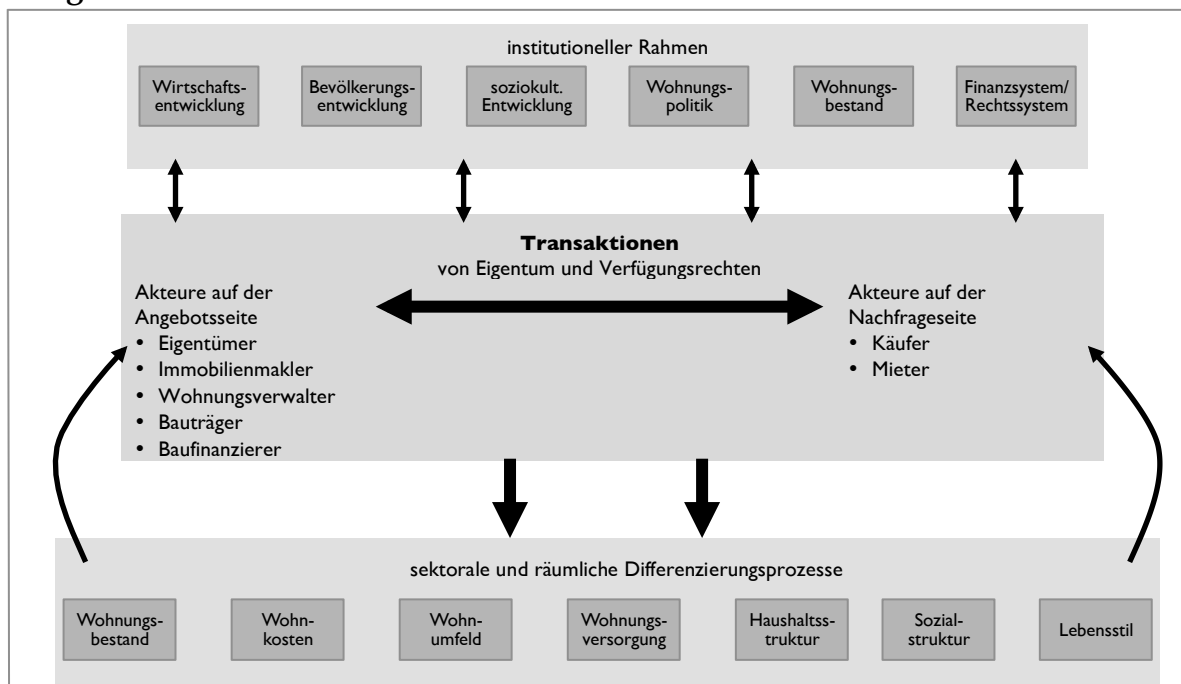 institutioneller Rahmen
Wirtschafts-
entwicklung
Bevölkerungs-
entwicklung
soziokult.
Entwicklung
Wohnungs-
politik
Wohnungs-
bestand
Finanzsystem/
Rechtssystem
Transaktionen
von Eigentum und Verfügungsrechten
Akteure auf der
Angebotsseite
• Eigentümer
• Immobilienmakler
• Wohnungsverwalter
• Bauträger
• Baufinanzierer
Akteure auf der
Nachfrageseite
• Käufer
• Mieter
sektorale und räumliche Differenzierungsprozesse
Wohnungs-
bestand
Wohn-
kosten
Wohn-
umfeld
Wohnungs-
versorgung
Haushaltss-
truktur
Sozial-
struktur
Lebensstil